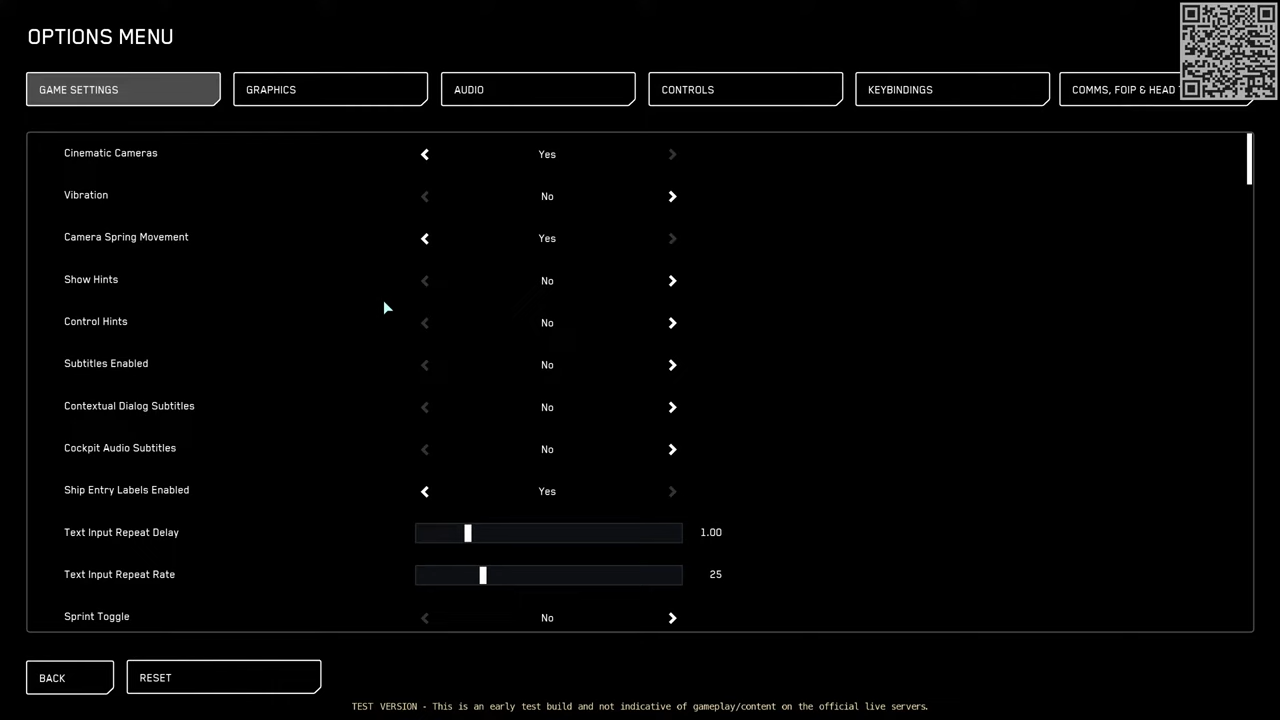 OPTIONS MENU
GAME SETTINGS
GRAPHICS
AUDIO
CONTROLS
KEYBINDINGS
COMMS, FOIP & HEAD
Cinematic Cameras Yes
Vibration No
Camera Spring Movement Yes
Show Hints No
Control Hints No
Subtitles Enabled No
Contextual Dialog Subtitles No
Cockpit Audio Subtitles No
Ship Entry Labels Enabled Yes
Text Input Repeat Delay 1.00
Text Input Repeat Rate 25
Sprint Toggle No
BACK
RESET
TEST VERSION - This is an early test build and not indicative of gameplay/content on the official live servers.